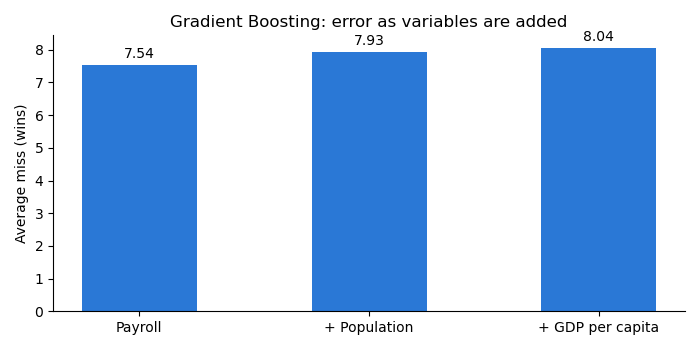 Gradient Boosting: error as variables are added
Average miss (wins)
8
7
6
5
4
3
2
1
0
7.54
7.93
8.04
Payroll
+ Population
+ GDP per capita